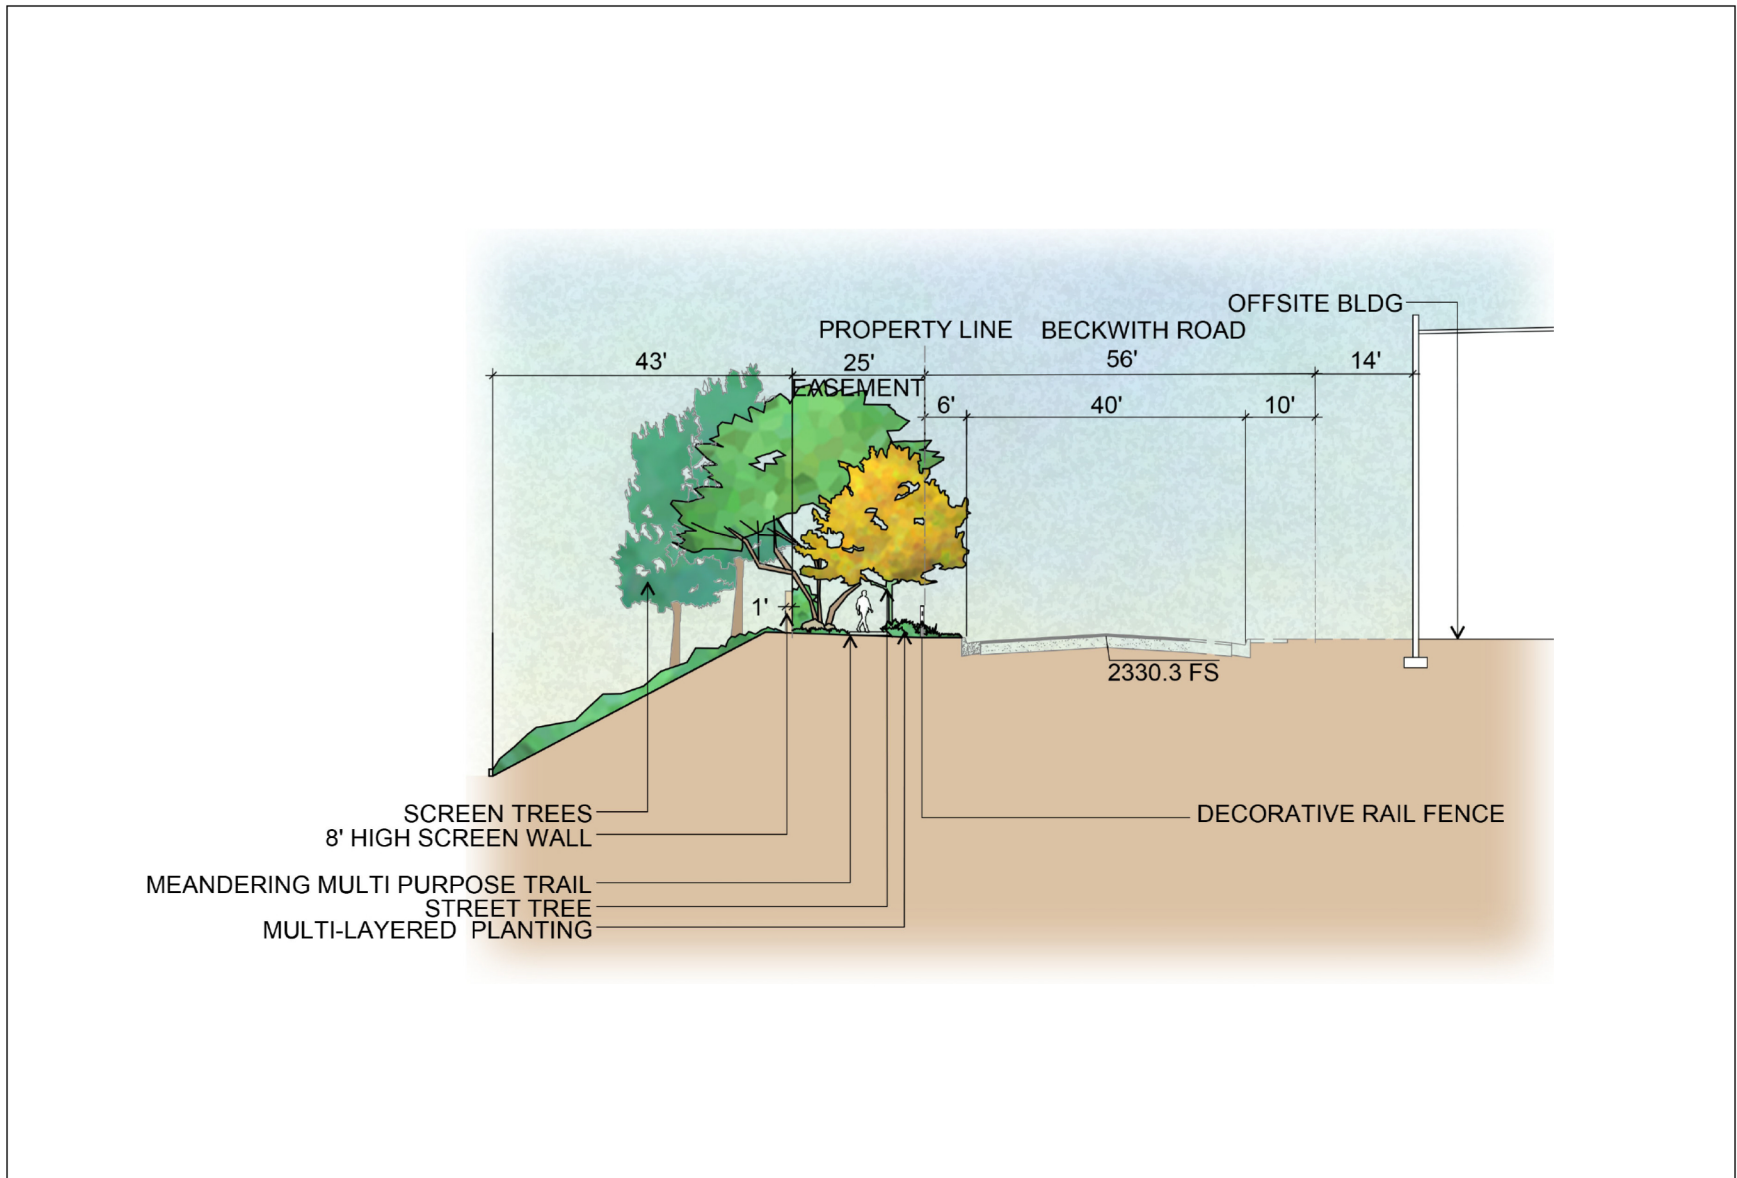 OFFSITE BLDG
PROPERTY LINE
BECKWITH ROAD
43'
25'
56'
14'
EASEMENT
6'
40'
10'
1'
2330.3 FS
SCREEN TREES
8' HIGH SCREEN WALL
DECORATIVE RAIL FENCE
MEANDERING MULTI PURPOSE TRAIL
STREET TREE
MULTI-LAYERED PLANTING